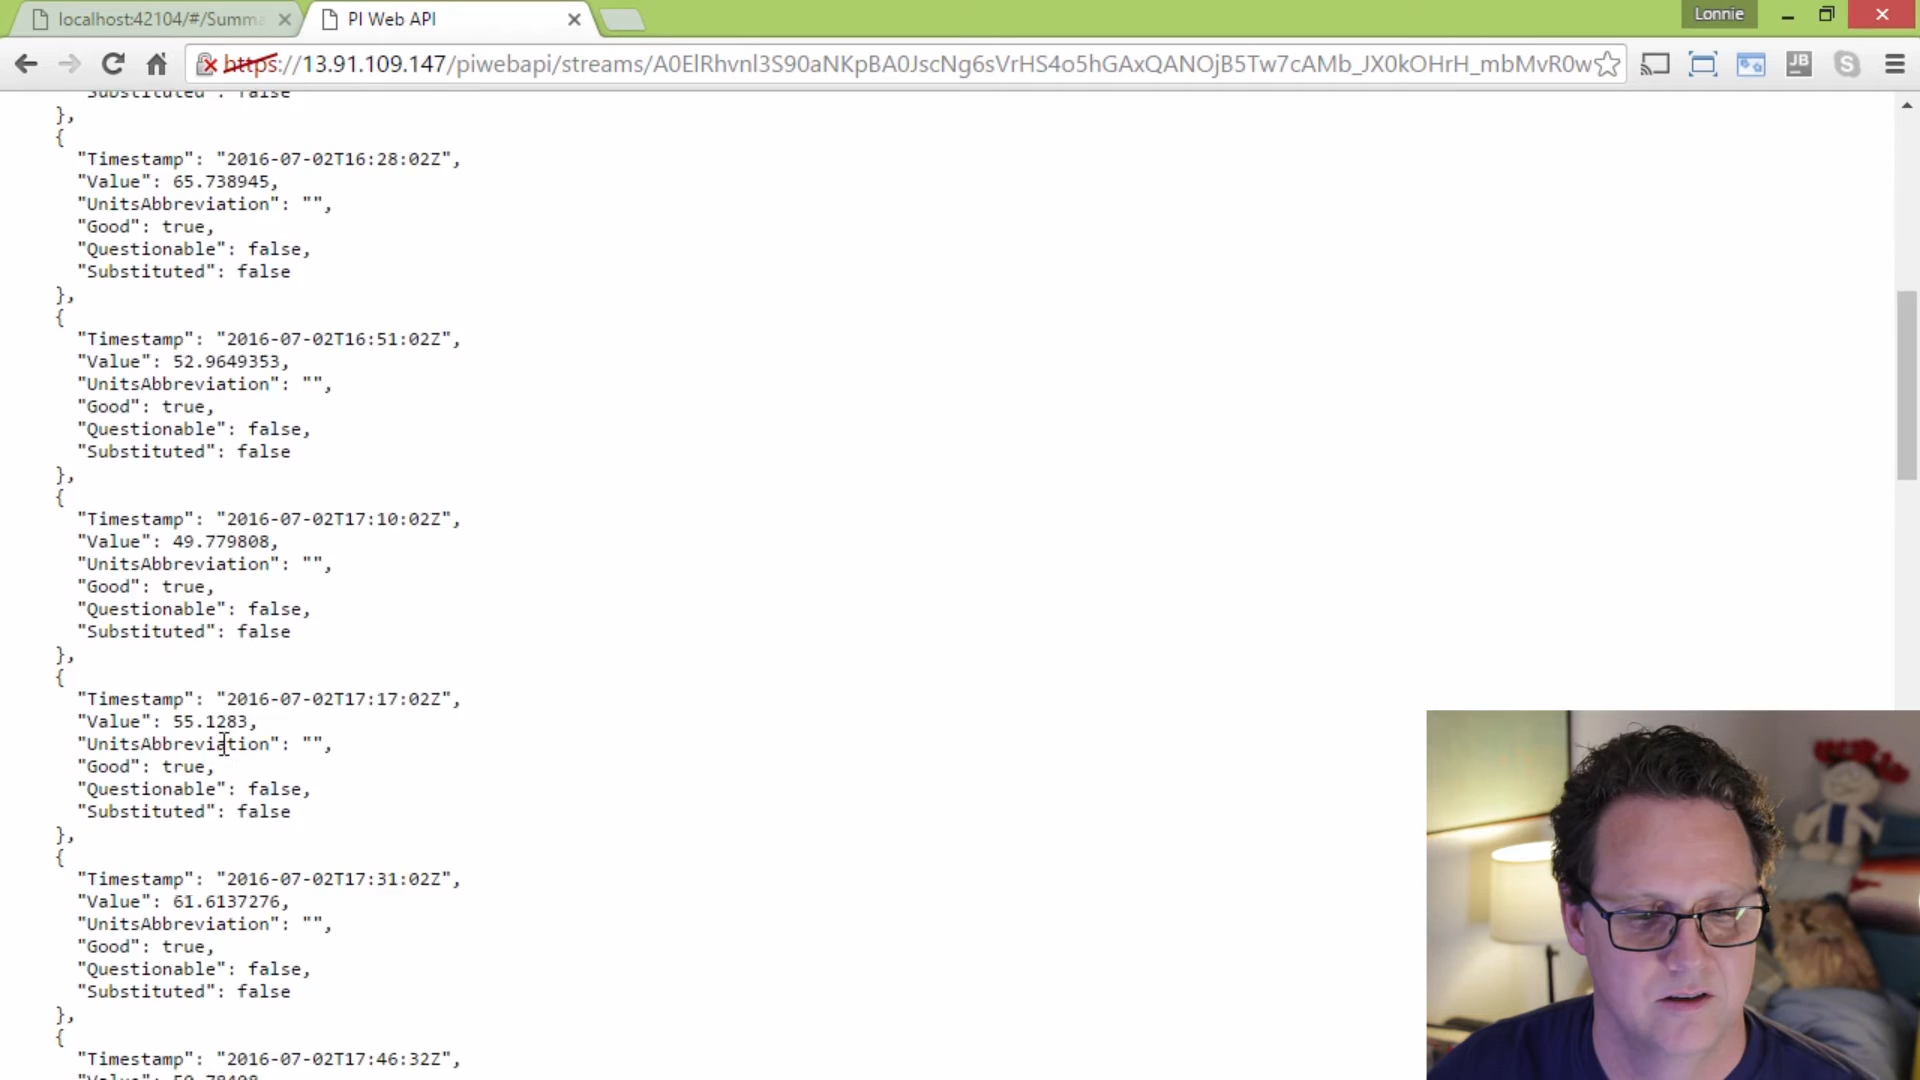 localhost:42104/#/Summa
PI Web API
Lonnie
https://13.91.109.147/piwebapi/streams/A0ElRhvnl3S90aNKpBA0JscNg6sVrHS4o5hGAxQANOjB5Tw7cAMb_JX0kOHrH_mbMvR0w
JB
"Substituted": false
},
{
"Timestamp": "2016-07-02T16:28:02Z",
"Value": 65.738945,
"UnitsAbbreviation": "",
"Good": true,
"Questionable": false,
"Substituted": false
},
{
"Timestamp": "2016-07-02T16:51:02Z",
"Value": 52.9649353,
"UnitsAbbreviation": "",
"Good": true,
"Questionable": false,
"Substituted": false
},
{
"Timestamp": "2016-07-02T17:10:02Z",
"Value": 49.779808,
"UnitsAbbreviation": "",
"Good": true,
"Questionable": false,
"Substituted": false
},
{
"Timestamp": "2016-07-02T17:17:02Z",
"Value": 55.1283,
"UnitsAbbreviation": "",
"Good": true,
"Questionable": false,
"Substituted": false
},
{
"Timestamp": "2016-07-02T17:31:02Z",
"Value": 61.6137276,
"UnitsAbbreviation": "",
"Good": true,
"Questionable": false,
"Substituted": false
},
{
"Timestamp": "2016-07-02T17:46:32Z",